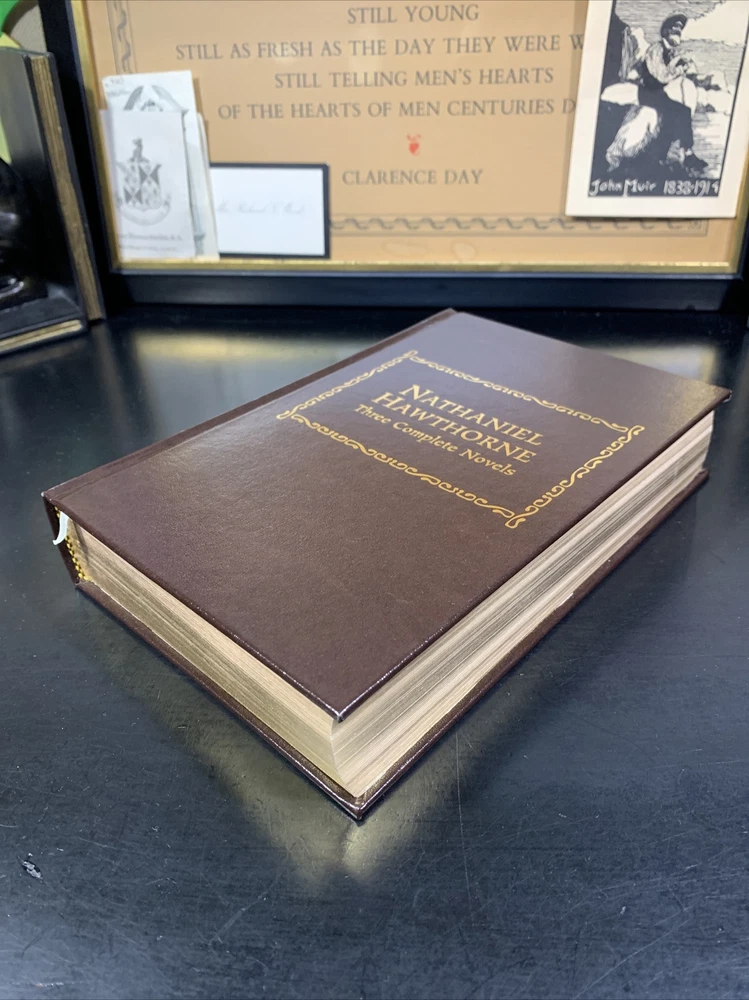 STILL YOUNG
STILL AS FRESH AS THE DAY THEY WERE
STILL TELLING MEN'S HEARTS
OF THE HEARTS OF MEN CENTURIES
CLARENCE DAY
John Muir 1838-1914
NATHANIEL
HAWTHORNE
Three Complete Novels